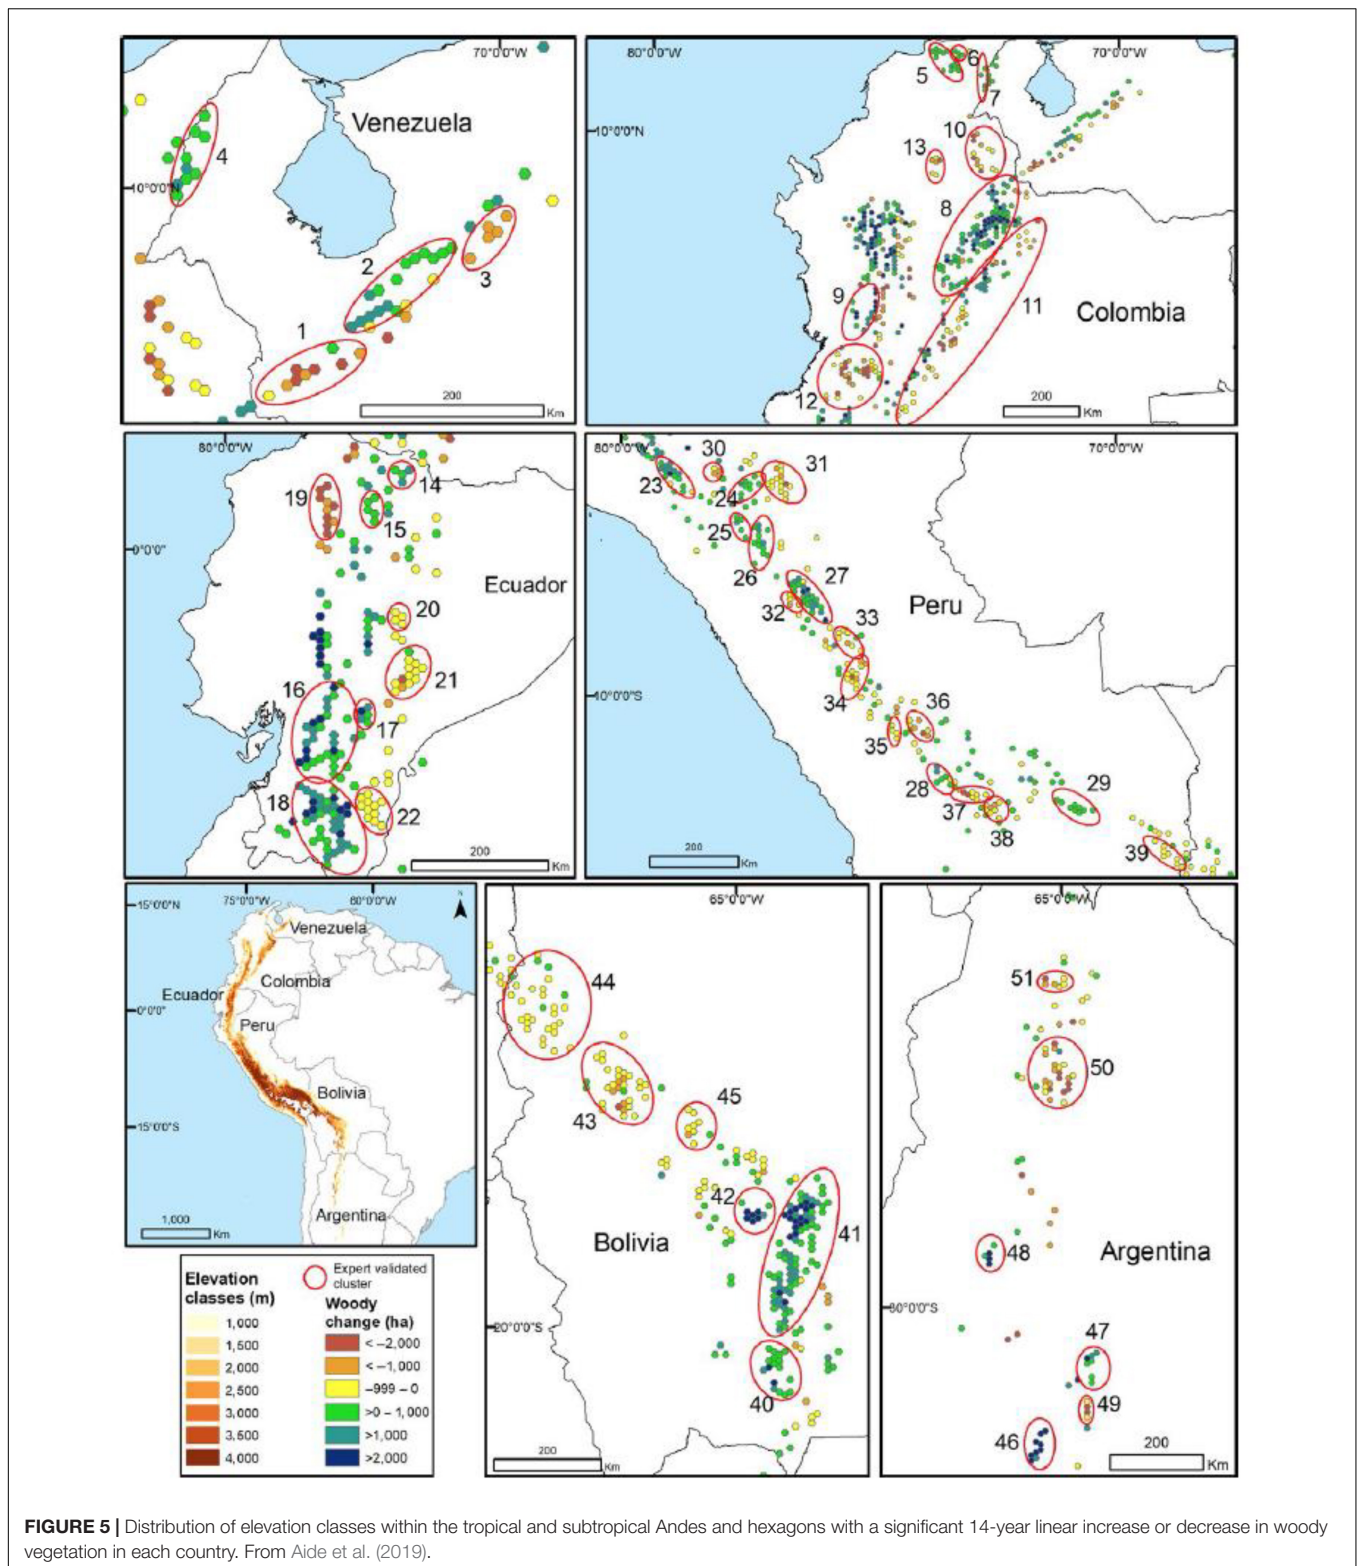 70°0'0"W
Venezuela
4
10°0'0"N
2
3
1
200
Km
80°0'0"W
70°0'0"W
5
6
7
10°0'0"N
10
13
8
9
11
Colombia
12
200
Km
80°0'0"W
19
14
15
0°0'0"
Ecuador
20
21
16
17
18
22
200
Km
80°0'0"W
70°0'0"W
30
31
23
24
25
26
27
32
Peru
33
34
10°0'0"S
36
35
28
29
37
38
39
200
Km
75°0'0"W
60°0'0"W
15°0'0"N
Venezuela
Colombia
Ecuador
0°0'0"
Peru
Bolivia
15°0'0"S
Argentina
1,000
Km
Elevation
classes (m)
1,000
1,500
2,000
2,500
3,000
3,500
4,000
Expert validated
cluster
Woody
change (ha)
< –2,000
< –1,000
–999 – 0
>0 – 1,000
>1,000
>2,000
65°0'0"W
44
43
45
42
Bolivia
41
20°0'0"S
40
200
Km
65°0'0"W
51
50
48
Argentina
30°0'0"S
47
49
46
200
Km
FIGURE 5 | Distribution of elevation classes within the tropical and subtropical Andes and hexagons with a significant 14-year linear increase or decrease in woody
vegetation in each country. From Aide et al. (2019).